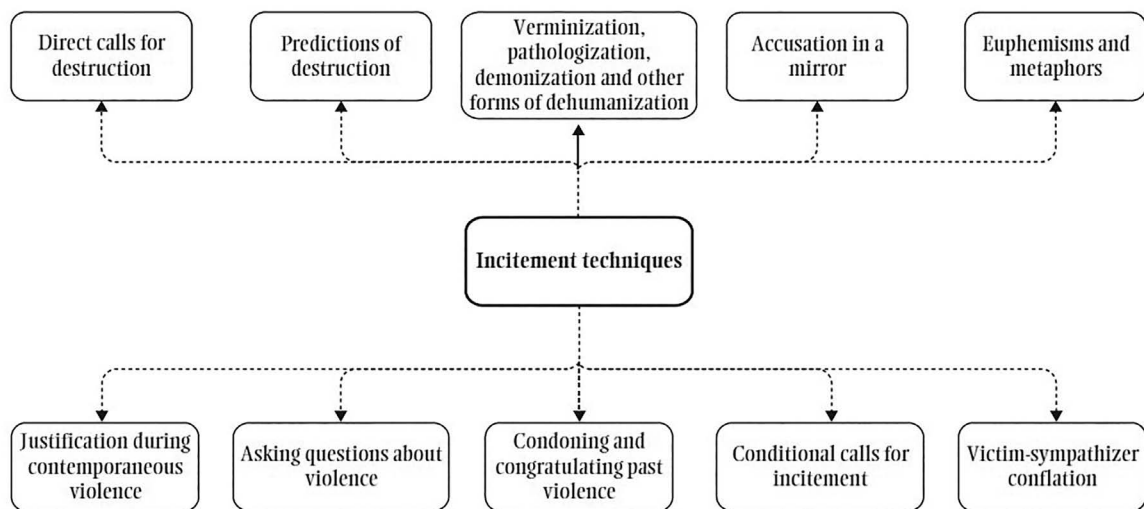 Direct calls for
destruction
Predictions of
destruction
Verminization,
pathologization,
demonization and other
forms of dehumanization
Accusation in a
mirror
Euphemisms and
metaphors
Incitement techniques
Justification during
contemporaneous
violence
Asking questions about
violence
Condoning and
congratulating past
violence
Conditional calls for
incitement
Victim-sympathizer
conflation